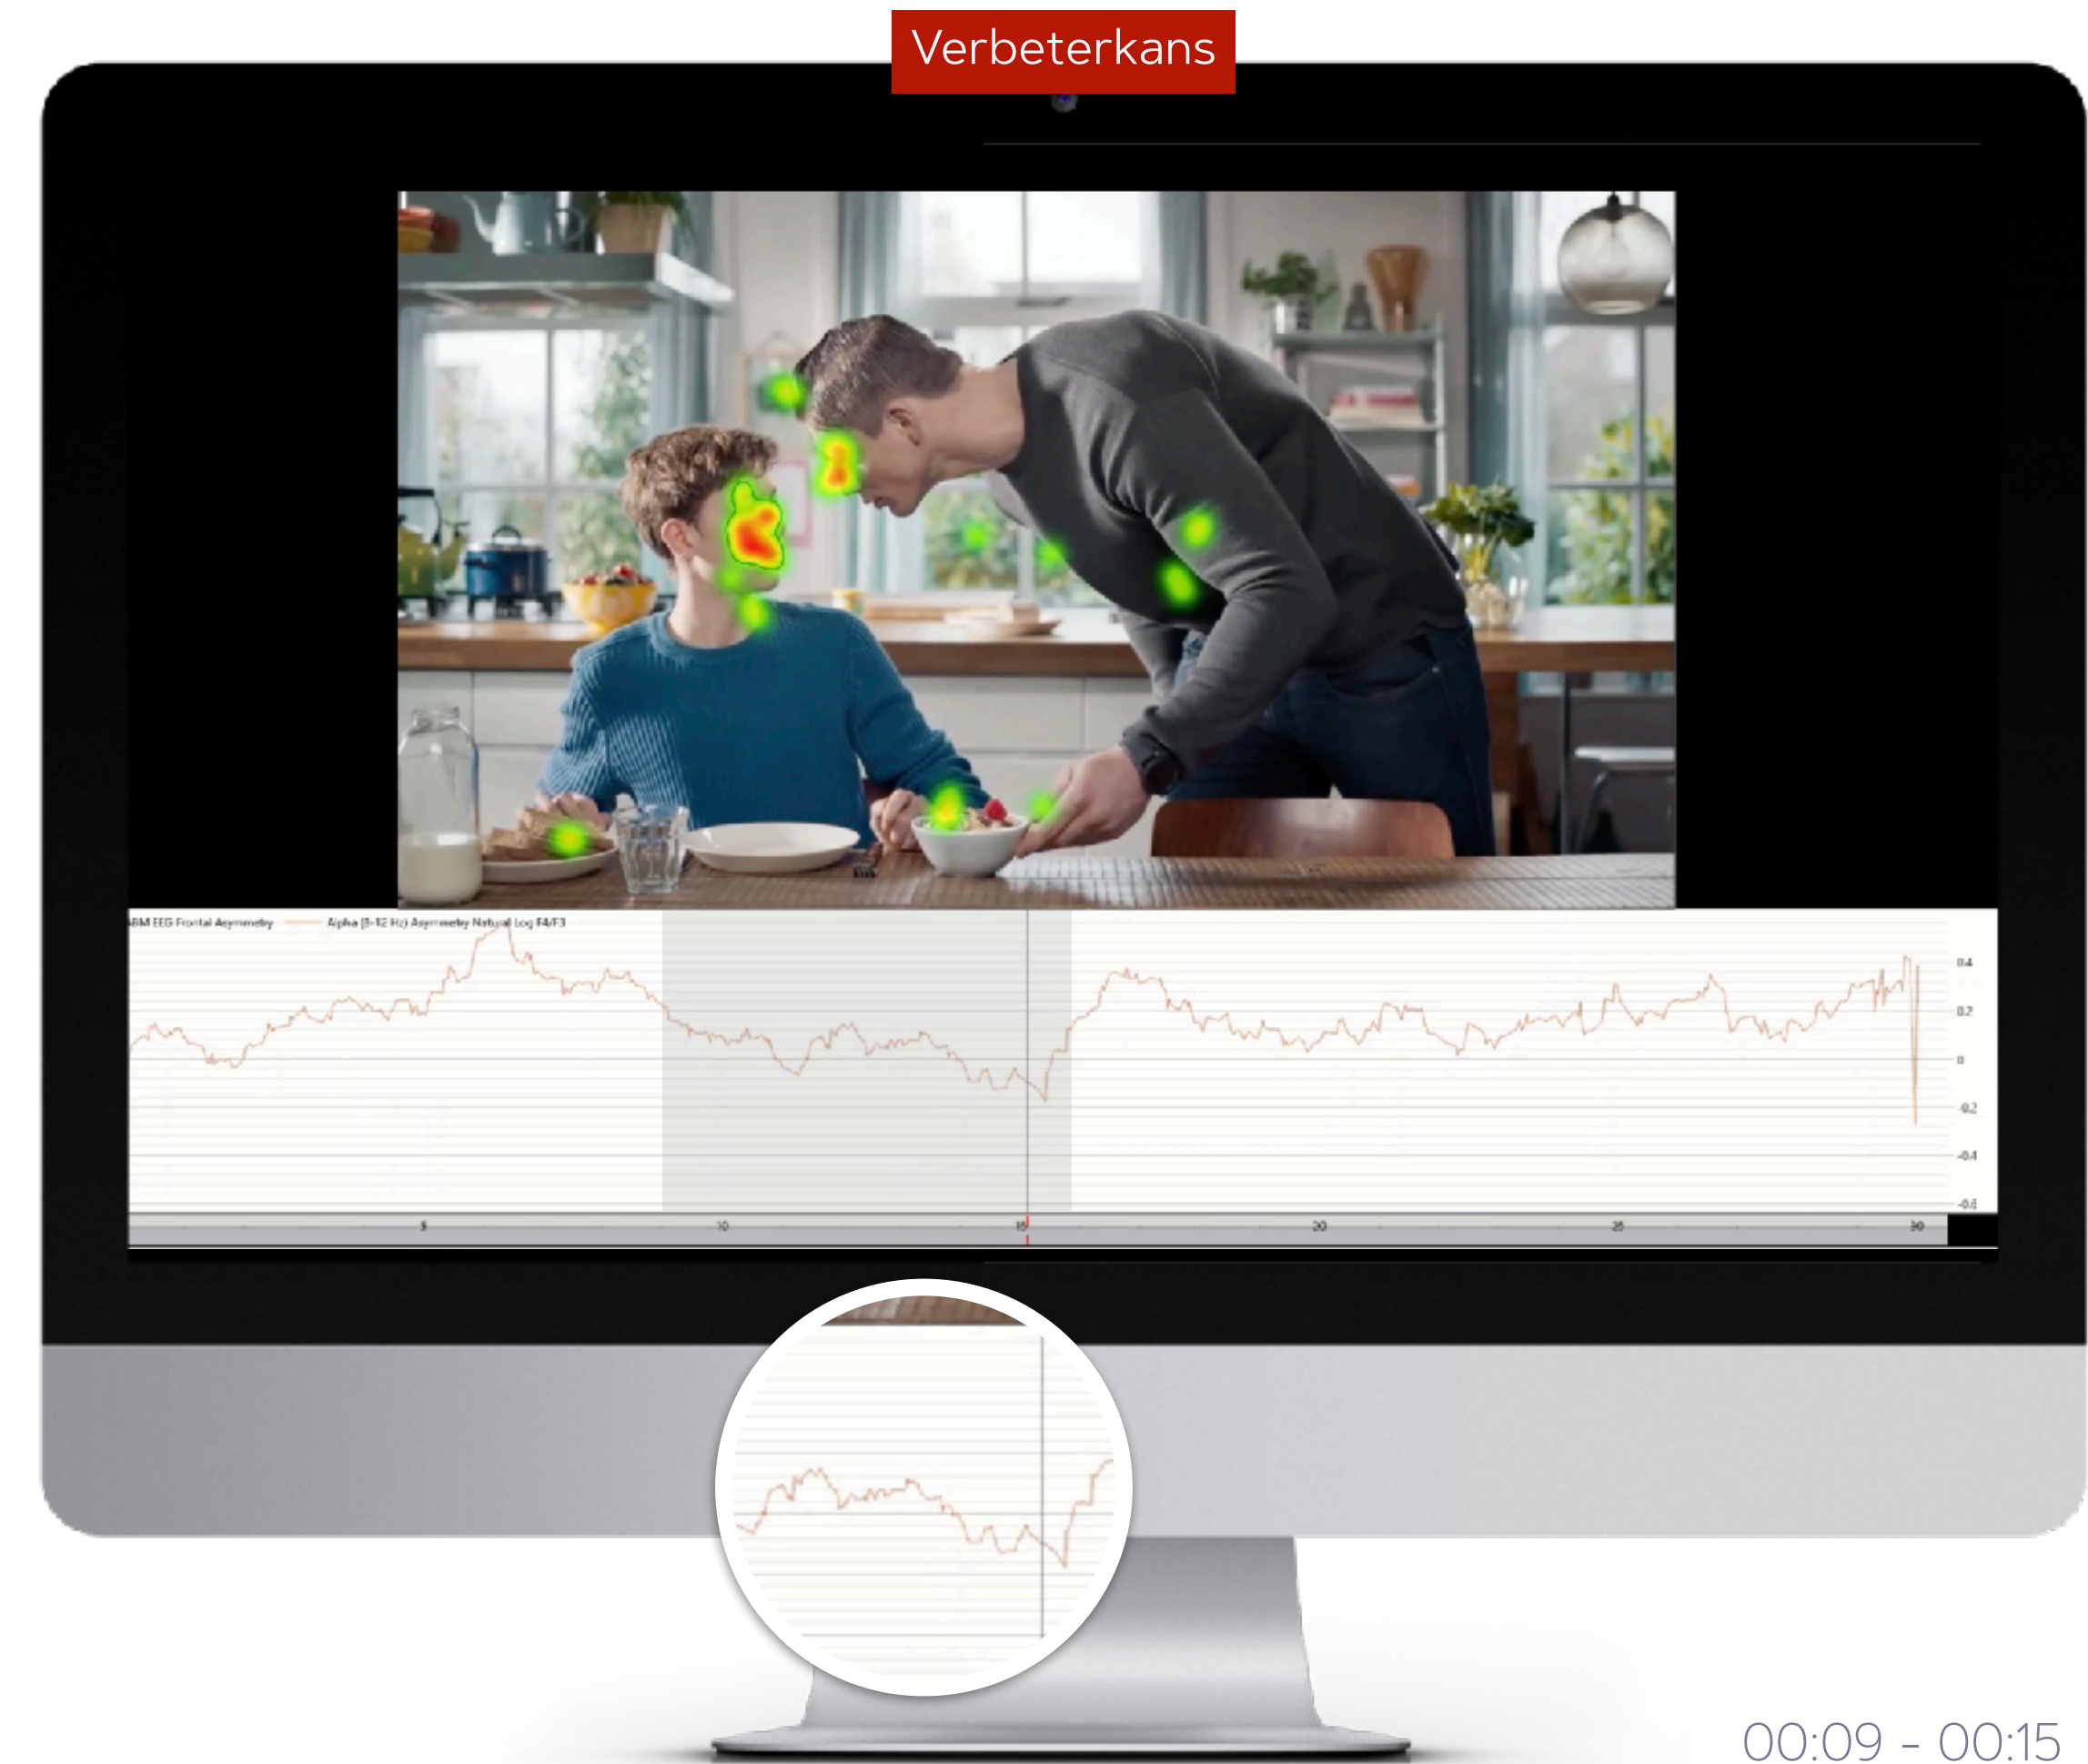 Verbeterkans
ABM EEG Frontal Asymmetry Alpha (8-12 Hz) Asymmetry Natural Log F4/F3
0.4
0.2
0
-0.2
-0.4
-0.6
5 10 15 20 25 30
00:09 - 00:15